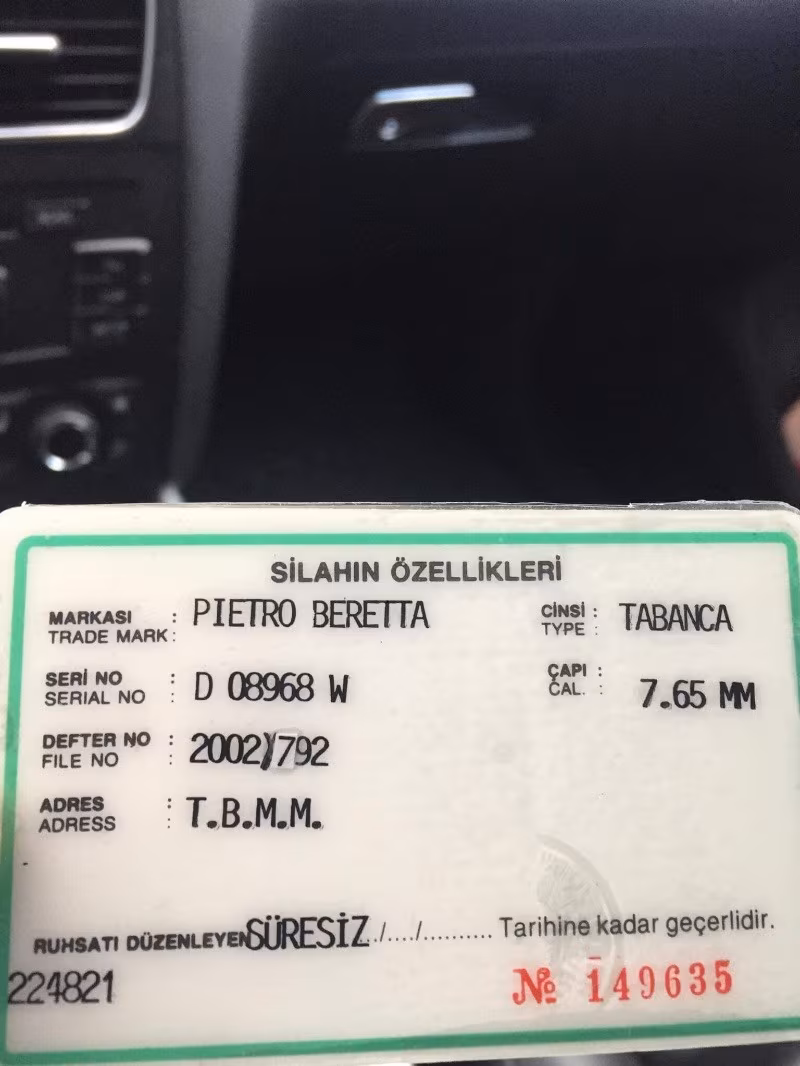 SİLAHIN ÖZELLİKLERİ
MARKASI : PIETRO BERETTA CİNSİ : TABANCA
TRADE MARK : TYPE :
SERİ NO : D 08968 W ÇAPI : 7.65 MM
SERIAL NO : CAL. :
DEFTER NO : 2002/792
FILE NO :
ADRES : T.B.M.M.
ADRESS :
RUHSATI DÜZENLEYEN SÜRESİZ ./..../.......... Tarihine kadar geçerlidir.
224821 № 149635